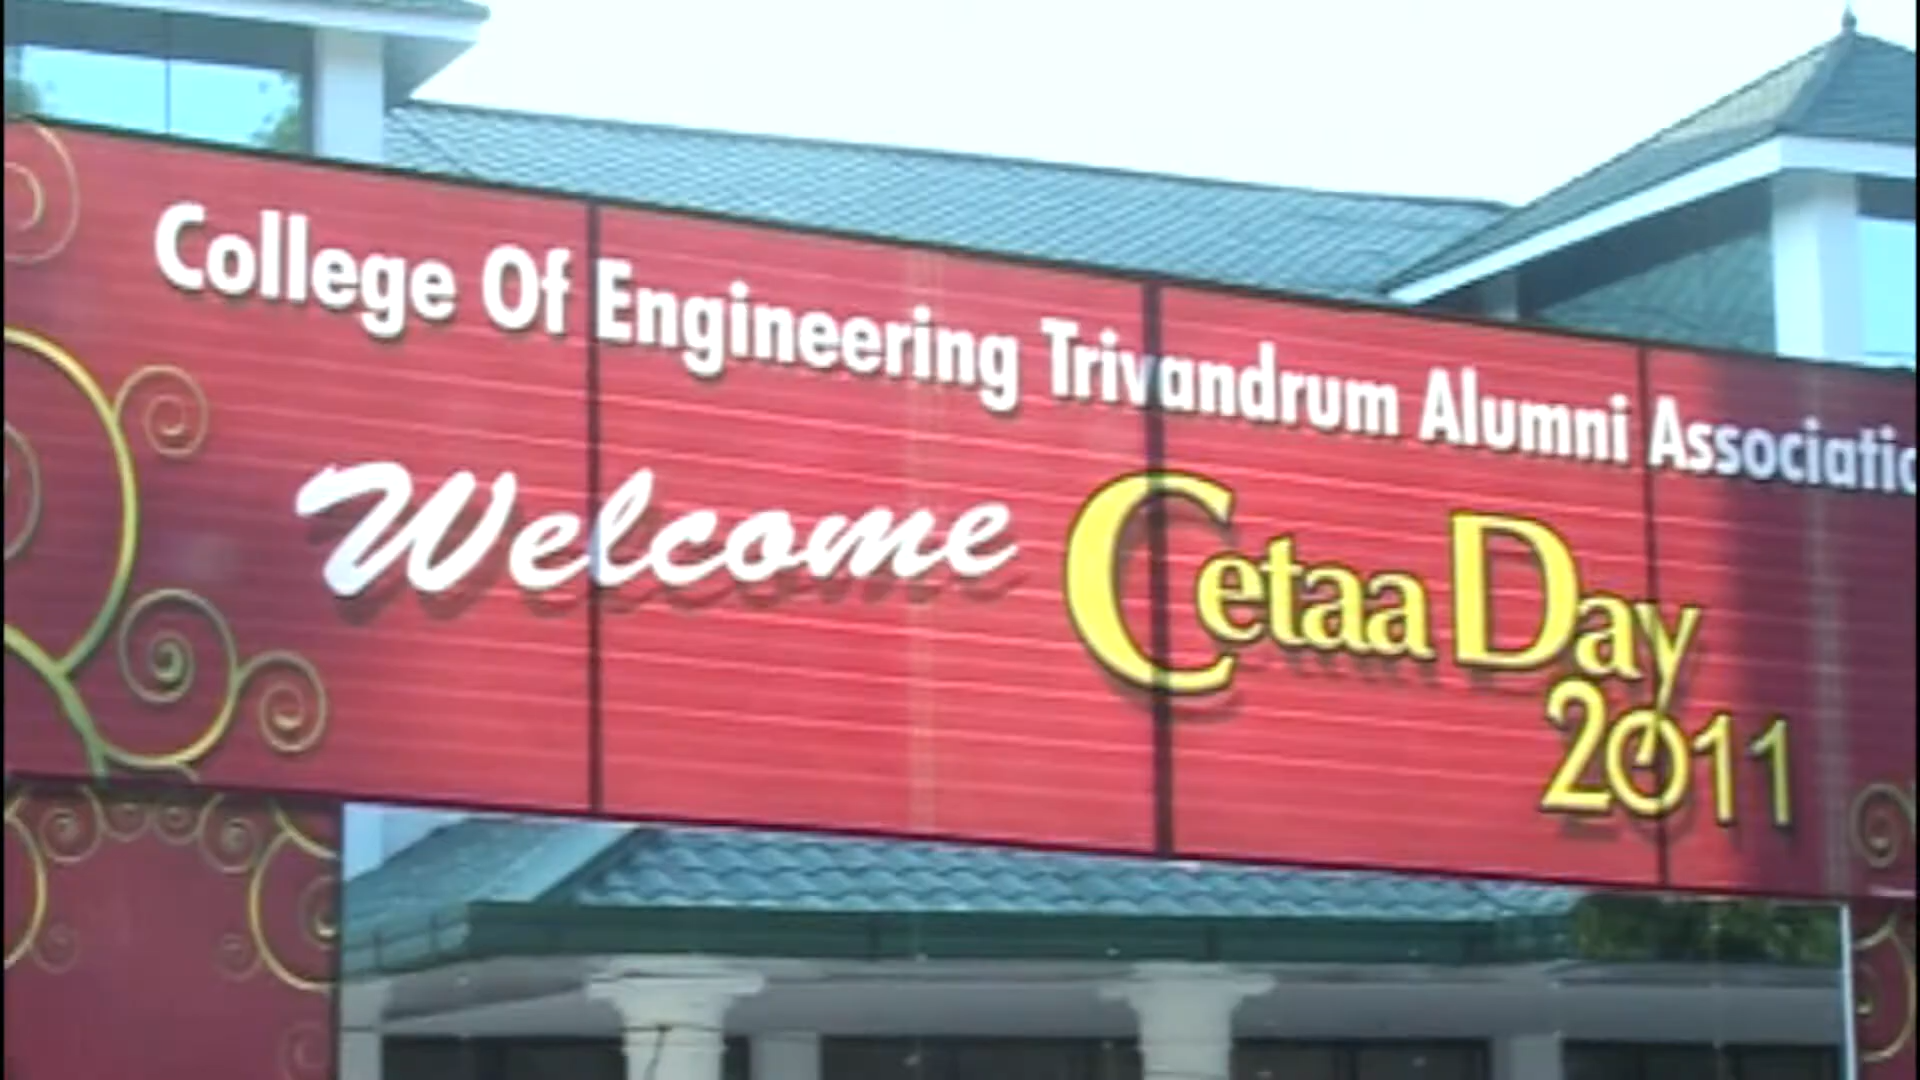 College Of Engineering Trivandrum Alumni Associatio
Welcome Cetaa Day
2011